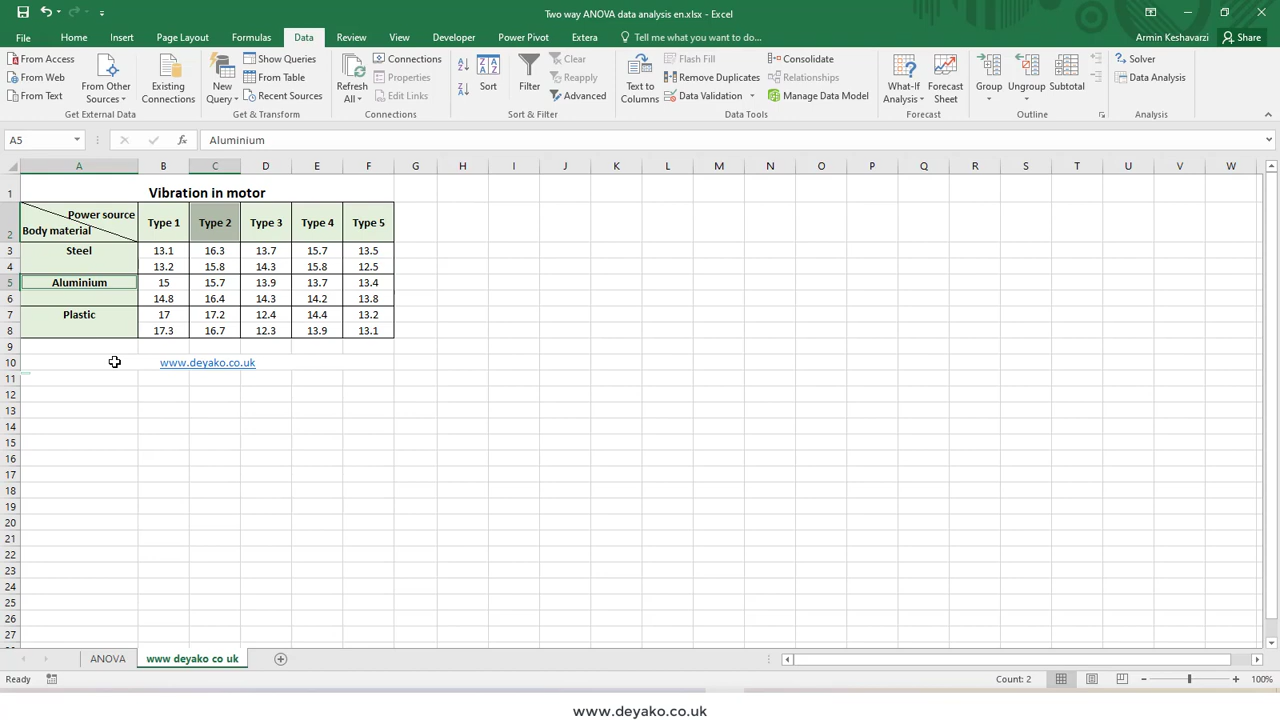 Two way ANOVA data analysis en.xlsx - Excel
Armin Keshavarzi Share
File Home Insert Page Layout Formulas Data Review View Developer Power Pivot Extera Tell me what you want to do...
From Access
From Web
From Text
From Other Sources
Existing Connections
Get External Data
New Query
Show Queries
From Table
Recent Sources
Get & Transform
Refresh All
Connections
Properties
Edit Links
Connections
Sort
Filter
Clear
Reapply
Advanced
Sort & Filter
Text to Columns
Flash Fill
Remove Duplicates
Data Validation
Consolidate
Relationships
Manage Data Model
Data Tools
What-If Analysis
Forecast Sheet
Forecast
Group
Ungroup
Subtotal
Outline
Solver
Data Analysis
Analysis
A5 fx Aluminium
A B C D E F G H I J K L M N O P Q R S T U V W
1 Vibration in motor
Power source
2 Body material Type 1 Type 2 Type 3 Type 4 Type 5
3 Steel 13.1 16.3 13.7 15.7 13.5
4 13.2 15.8 14.3 15.8 12.5
5 Aluminium 15 15.7 13.9 13.7 13.4
6 14.8 16.4 14.3 14.2 13.8
7 Plastic 17 17.2 12.4 14.4 13.2
8 17.3 16.7 12.3 13.9 13.1
9
10 www.deyako.co.uk
11
12
13
14
15
16
17
18
19
20
21
22
23
24
25
26
27
ANOVA www deyako co uk
Ready Count: 2 100%
www.deyako.co.uk